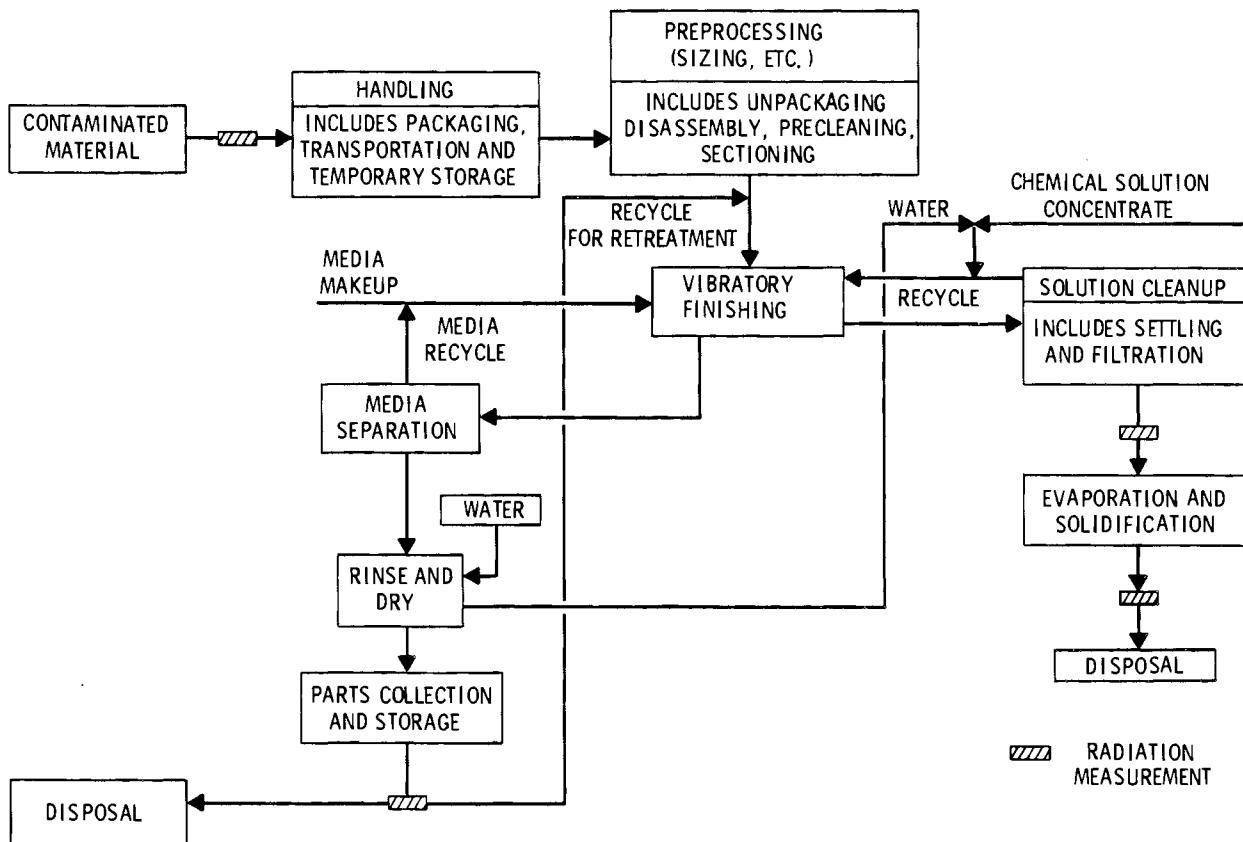 PREPROCESSING
(SIZING, ETC.)
INCLUDES UNPACKAGING
DISASSEMBLY, PRECLEANING,
SECTIONING
HANDLING
INCLUDES PACKAGING,
TRANSPORTATION AND
TEMPORARY STORAGE
CONTAMINATED
MATERIAL
RECYCLE
FOR RETREATMENT
WATER
CHEMICAL SOLUTION
CONCENTRATE
MEDIA
MAKEUP
VIBRATORY
FINISHING
RECYCLE
SOLUTION CLEANUP
INCLUDES SETTLING
AND FILTRATION
MEDIA
RECYCLE
MEDIA
SEPARATION
WATER
EVAPORATION AND
SOLIDIFICATION
RINSE AND
DRY
DISPOSAL
PARTS COLLECTION
AND STORAGE
RADIATION
MEASUREMENT
DISPOSAL